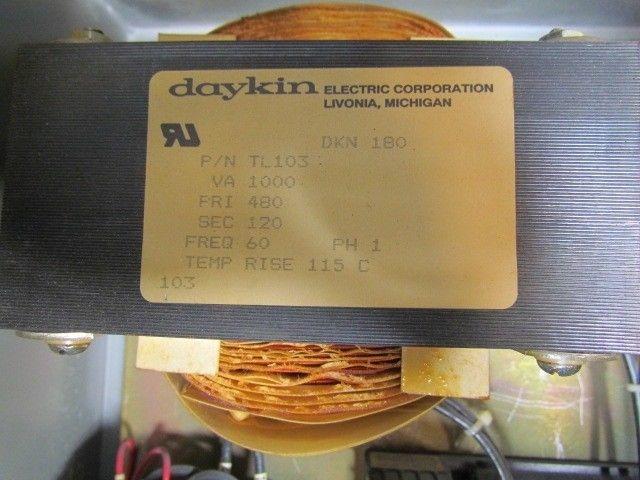 daykin ELECTRIC CORPORATION
LIVONIA, MICHIGAN
RU
DKN 180
P/N TL103
VA 1000
PRI 480
SEC 120
FREQ 60 PH 1
TEMP RISE 115 C
103